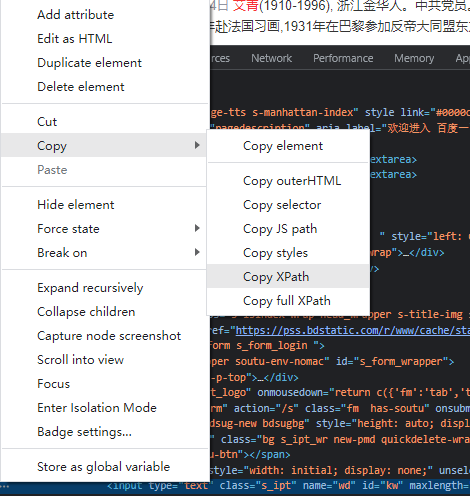 4日 文菁(1910-1996), 浙江金华人。中共党员。
赴法国习画,1931年在巴黎参加反帝大同盟东
Add attribute
Edit as HTML
Duplicate element
Delete element
Cut
Copy
Paste
Hide element
Force state
Break on
Expand recursively
Collapse children
Capture node screenshot
Scroll into view
Focus
Enter Isolation Mode
Badge settings...
Store as global variable
Copy element
Copy outerHTML
Copy selector
Copy JS path
Copy styles
Copy XPath
Copy full XPath
urces Network Performance Memory App
ge-tts s-manhattan-index" style link="#0000c
"pagedescription" aria-label="欢迎进入 百度一
extarea>
extarea>
" style="left: 
wrap">…</div>
v>
wrapper s-title-img s
ref="https://pss.bdstatic.com/r/www/cache/sta
form s_form_login ">
pper soutu-env-nomac" id="s_form_wrapper">
-p-top">…</div>
t_logo" onmousedown="return c({'fm':'tab','t
rm" action="/s" class="fm has-soutu" onsubm
dsug-new bdsugbg" style="height: auto; displ
class="bg s_ipt_wr new-pmd quickdelete-wra
u-btn"></span>
style="width: initial; display: none;" unsele
… <input type="text" class="s_ipt" name="wd" id="kw" maxlength=